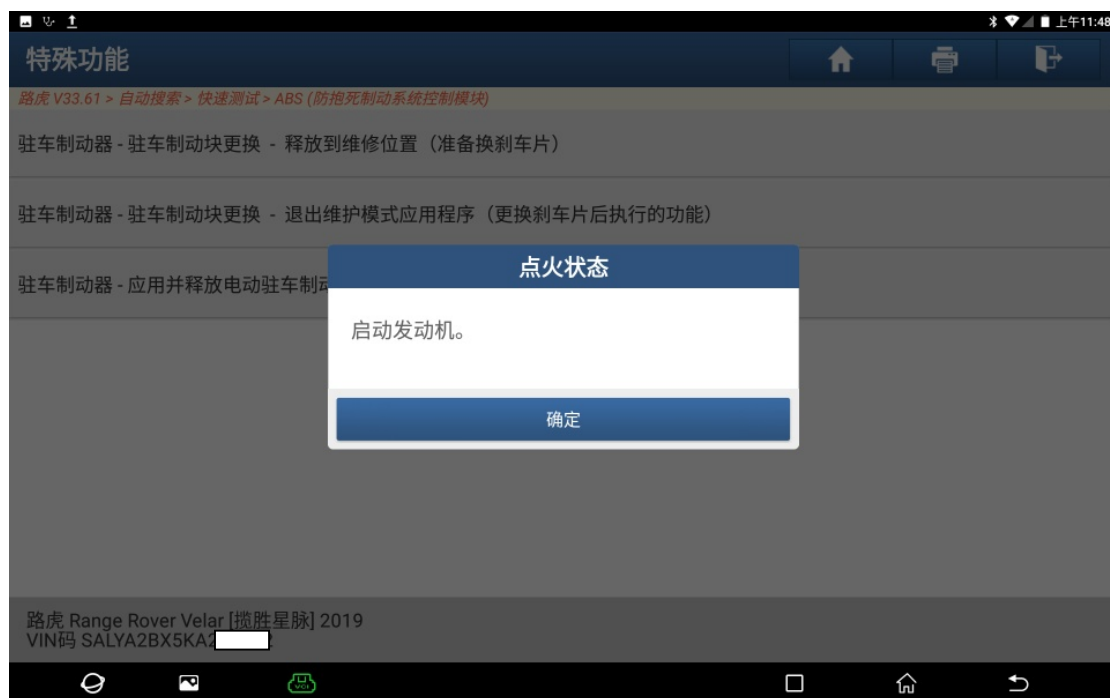 上午11:48
特殊功能
路虎 V33.61 > 自动搜索 > 快速测试 > ABS (防抱死制动系统控制模块)
驻车制动器 - 驻车制动块更换 - 释放到维修位置（准备换刹车片）
驻车制动器 - 驻车制动块更换 - 退出维护模式应用程序（更换刹车片后执行的功能）
驻车制动器 - 应用并释放电动驻车制动
点火状态
启动发动机。
确定
路虎 Range Rover Velar [揽胜星脉] 2019
VIN码 SALYA2BX5KA2
VCI